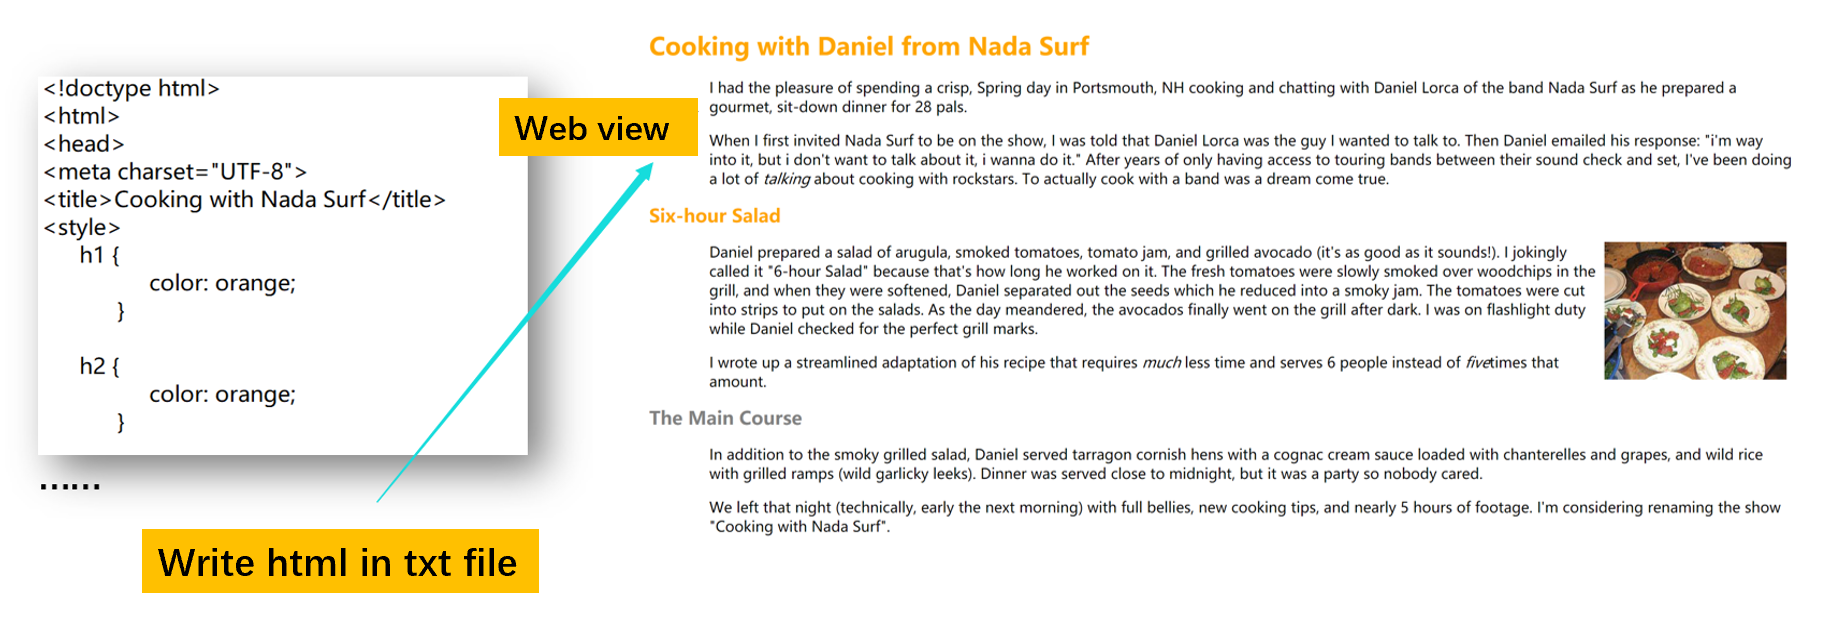 <!doctype html>
<html>
<head>
<meta charset="UTF-8">
<title>Cooking with Nada Surf</title>
<style>
h1 {
color: orange;
}
h2 {
color: orange;
}
......
Write html in txt file
Web view
Cooking with Daniel from Nada Surf
I had the pleasure of spending a crisp, Spring day in Portsmouth, NH cooking and chatting with Daniel Lorca of the band Nada Surf as he prepared a
gourmet, sit-down dinner for 28 pals.
When I first invited Nada Surf to be on the show, I was told that Daniel Lorca was the guy I wanted to talk to. Then Daniel emailed his response: "i'm way
into it, but i don't want to talk about it, i wanna do it." After years of only having access to touring bands between their sound check and set, I've been doing
a lot of talking about cooking with rockstars. To actually cook with a band was a dream come true.
Six-hour Salad
Daniel prepared a salad of arugula, smoked tomatoes, tomato jam, and grilled avocado (it's as good as it sounds!). I jokingly
called it "6-hour Salad" because that's how long he worked on it. The fresh tomatoes were slowly smoked over woodchips in the
grill, and when they were softened, Daniel separated out the seeds which he reduced into a smoky jam. The tomatoes were cut
into strips to put on the salads. As the day meandered, the avocados finally went on the grill after dark. I was on flashlight duty
while Daniel checked for the perfect grill marks.
I wrote up a streamlined adaptation of his recipe that requires much less time and serves 6 people instead of fivetimes that
amount.
The Main Course
In addition to the smoky grilled salad, Daniel served tarragon cornish hens with a cognac cream sauce loaded with chanterelles and grapes, and wild rice
with grilled ramps (wild garlicky leeks). Dinner was served close to midnight, but it was a party so nobody cared.
We left that night (technically, early the next morning) with full bellies, new cooking tips, and nearly 5 hours of footage. I'm considering renaming the show
"Cooking with Nada Surf".